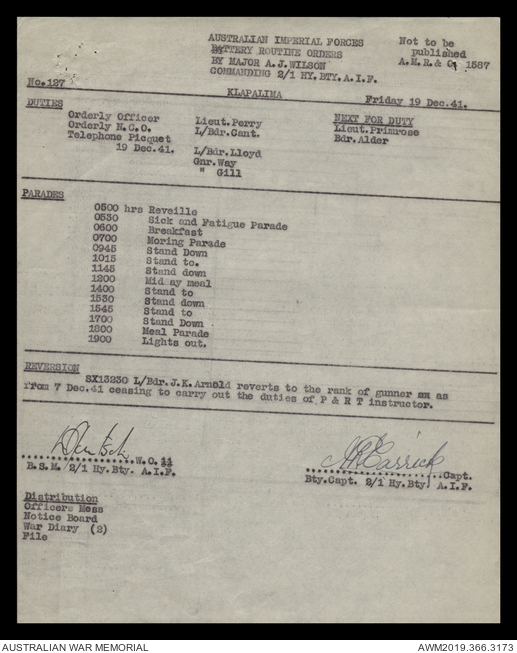 AUSTRALIAN IMPERIAL FORCES
BATTERY ROUTINE ORDERS
BY MAJOR A.J.WILSON
COMMANDING 2/1 HY.BTY.A.I.F.
Not to be
published
A.M.R.& O. 1587
No.127
KLAPALIMA
Friday 19 Dec.41.
DUTIES
Orderly Officer Lieut.Perry
Orderly N.C.O. L/Bdr.Cant.
Telephone Picquet
19 Dec.41. L/Bdr.Lloyd
Gnr.Way
" Gill
NEXT FOR DUTY
Lieut.Primrose
Bdr.Alder
PARADES
0500 hrs Reveille
0530 Sick and Fatigue Parade
0600 Breakfast
0700 Moring Parade
0945 Stand Down
1015 Stand to.
1145 Stand down
1200 Midday meal
1400 Stand to
1530 Stand down
1545 Stand to
1700 Stand Down
1800 Meal Parade
1900 Lights out.
REVERSION
SX13230 L/Bdr.J.K.Arnold reverts to the rank of gunner as
from 7 Dec.41 ceasing to carry out the duties of P & R T instructor.
W.O.11
B.S.M. 2/1 Hy.Bty. A.I.F.
Capt.
Bty.Capt. 2/1 Hy.Bty. A.I.F.
Distribution
Officers Mess
Notice Board
War Diary (2)
File
AUSTRALIAN WAR MEMORIAL
AWM2019.366.3173